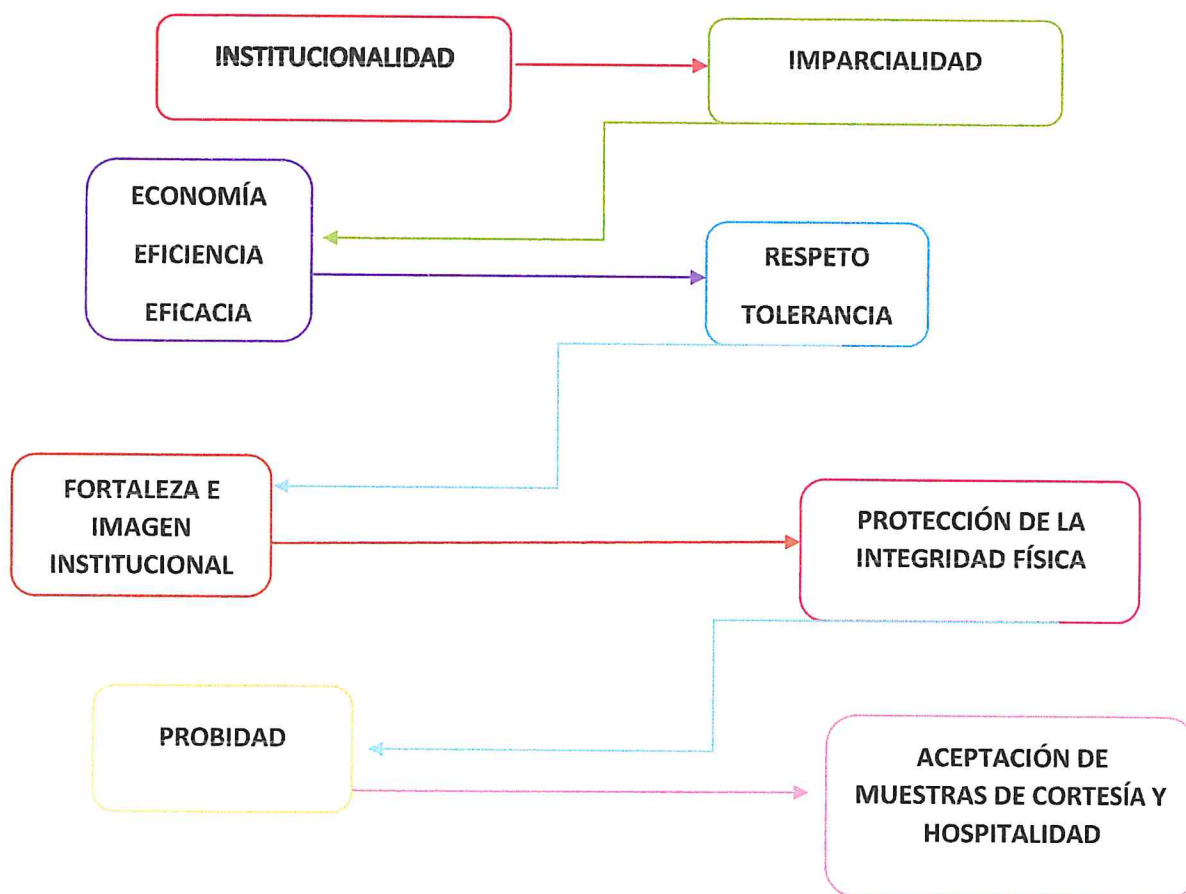 INSTITUCIONALIDAD
IMPARCIALIDAD
ECONOMÍA
EFICIENCIA
EFICACIA
RESPETO
TOLERANCIA
FORTALEZA E
IMAGEN
INSTITUCIONAL
PROTECCIÓN DE LA
INTEGRIDAD FÍSICA
PROBIDAD
ACEPTACIÓN DE
MUESTRAS DE CORTESÍA Y
HOSPITALIDAD